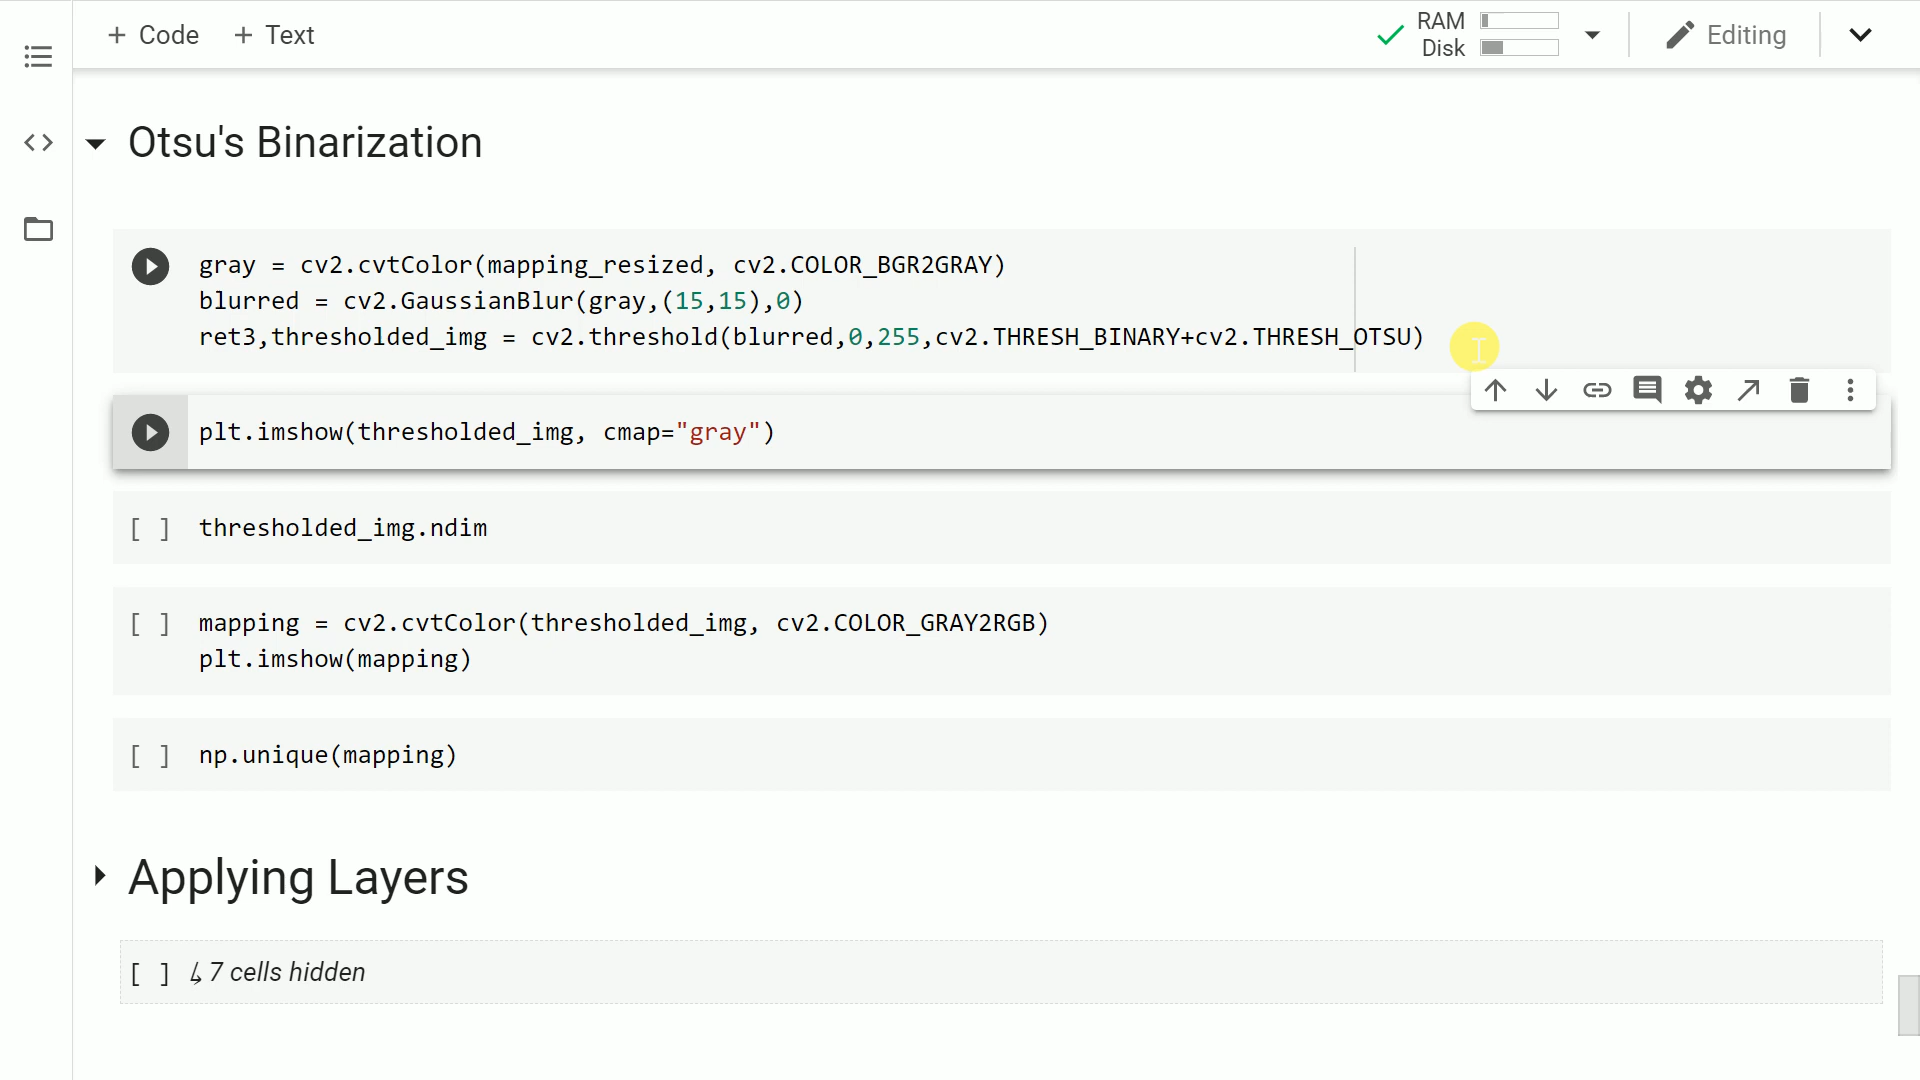 + Code + Text
RAM
Disk
Editing
Otsu's Binarization
gray = cv2.cvtColor(mapping_resized, cv2.COLOR_BGR2GRAY)
blurred = cv2.GaussianBlur(gray,(15,15),0)
ret3,thresholded_img = cv2.threshold(blurred,0,255,cv2.THRESH_BINARY+cv2.THRESH_OTSU)
plt.imshow(thresholded_img, cmap="gray")
[ ] thresholded_img.ndim
[ ] mapping = cv2.cvtColor(thresholded_img, cv2.COLOR_GRAY2RGB)
plt.imshow(mapping)
[ ] np.unique(mapping)
Applying Layers
[ ] ↳ 7 cells hidden